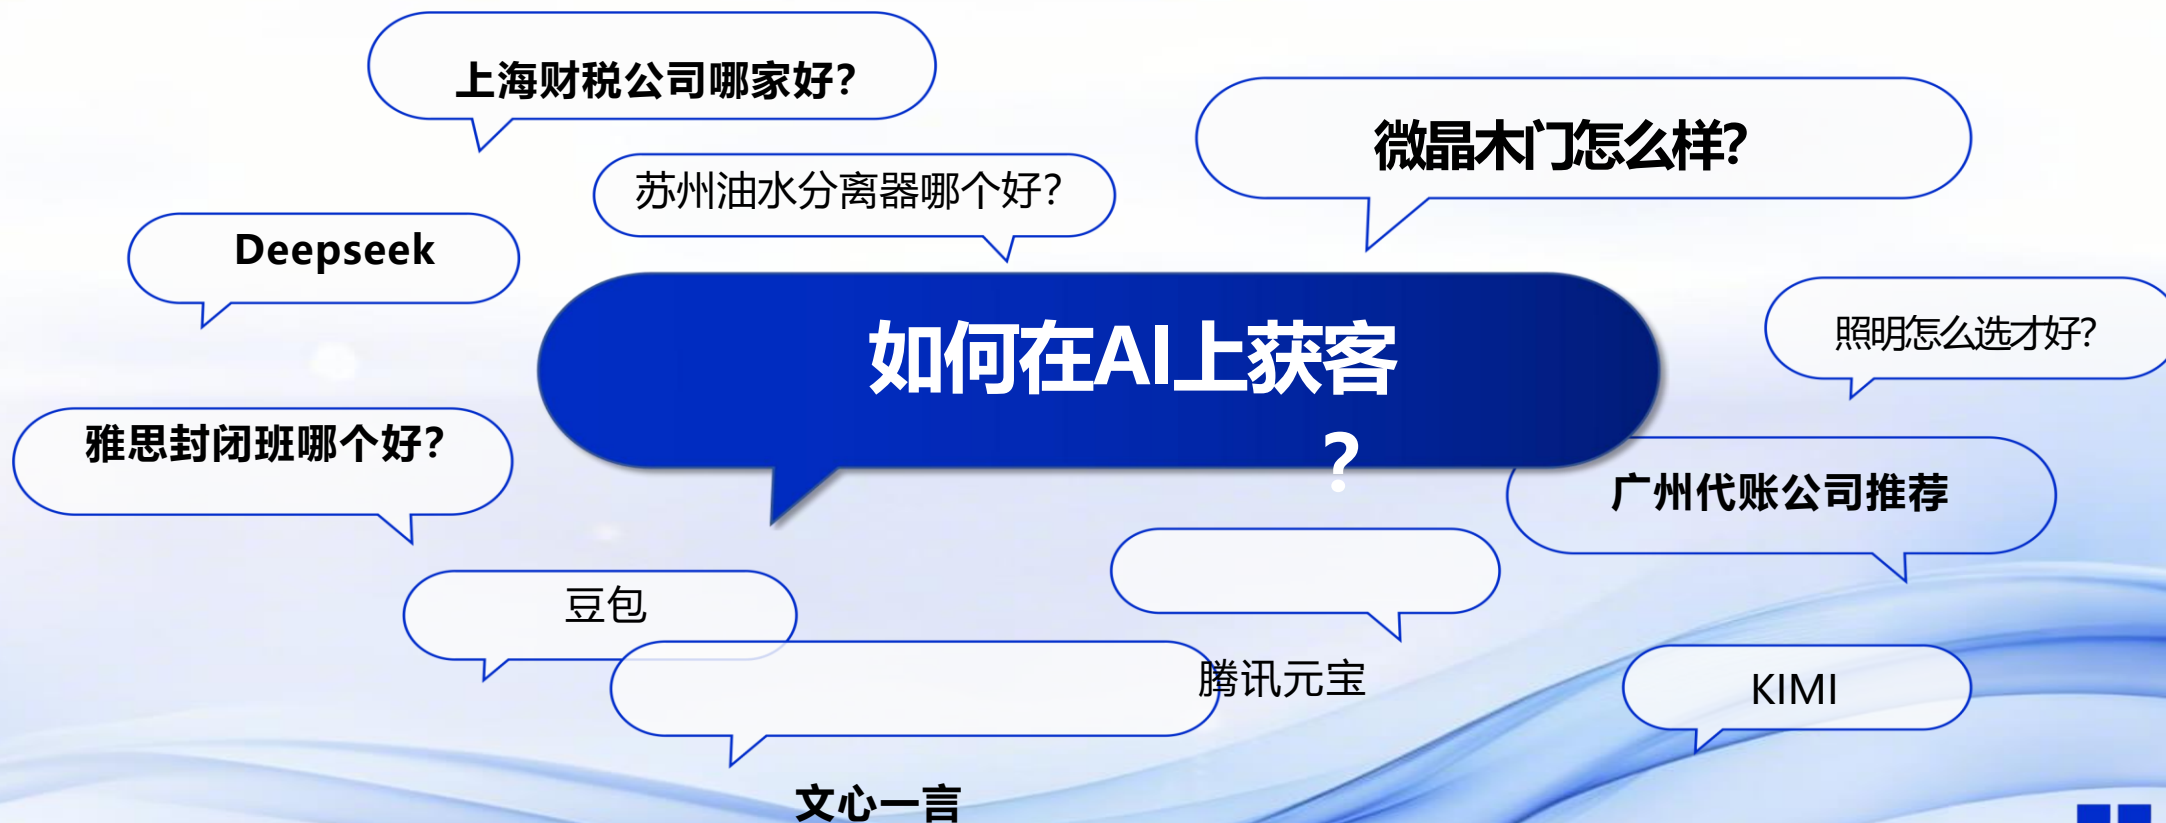 上海财税公司哪家好？
微晶木门怎么样？
苏州油水分离器哪个好？
Deepseek
如何在AI上获客
？
照明怎么选才好？
雅思封闭班哪个好？
广州代账公司推荐
豆包
腾讯元宝
KIMI
文心一言